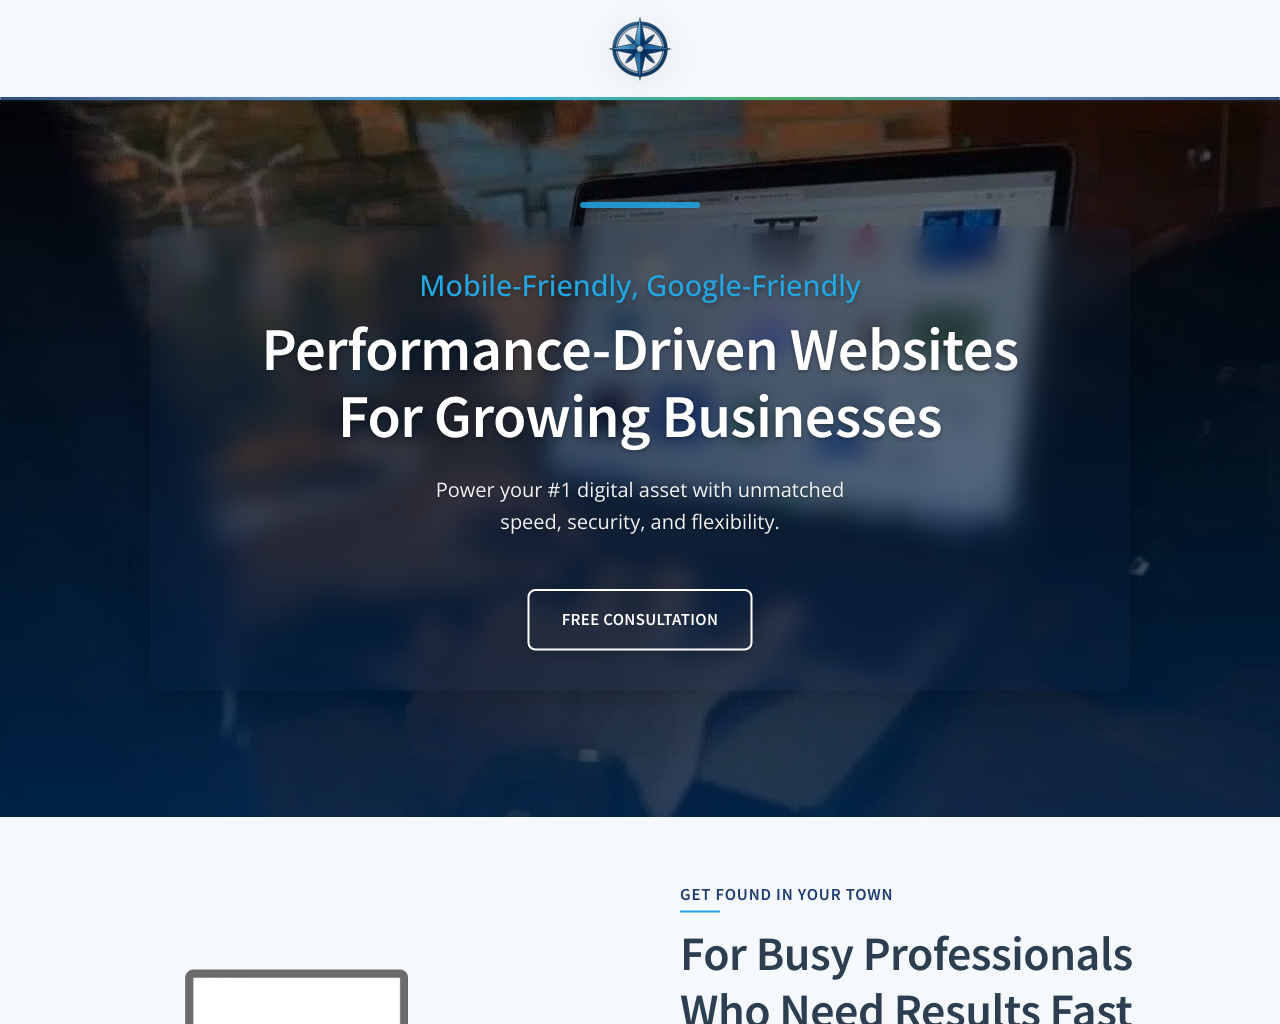 Mobile-Friendly, Google-Friendly
Performance-Driven Websites
For Growing Businesses
Power your #1 digital asset with unmatched
speed, security, and flexibility.
FREE CONSULTATION
GET FOUND IN YOUR TOWN
For Busy Professionals
Who Need Results Fast